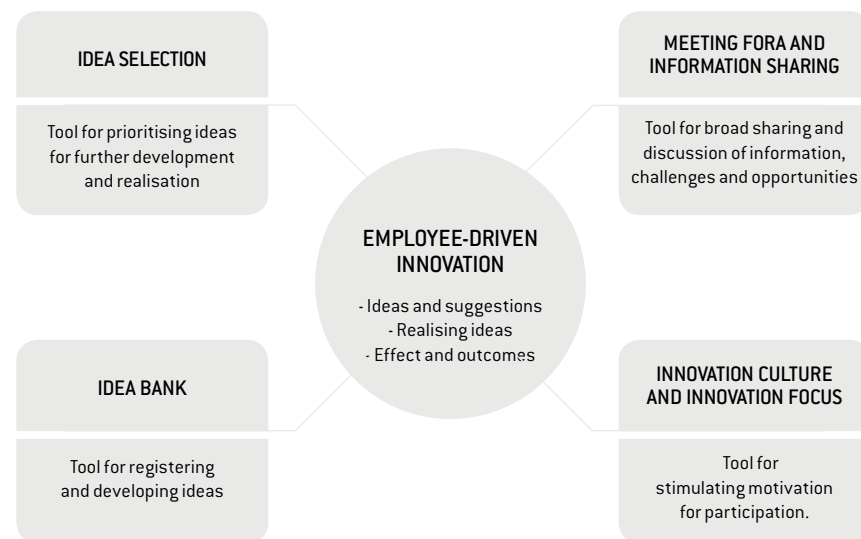 IDEA SELECTION
Tool for prioritising ideas
for further development
and realisation
MEETING FORA AND
INFORMATION SHARING
Tool for broad sharing and
discussion of information,
challenges and opportunities
EMPLOYEE-DRIVEN
INNOVATION
- Ideas and suggestions
- Realising ideas
- Effect and outcomes
IDEA BANK
Tool for registering
and developing ideas
INNOVATION CULTURE
AND INNOVATION FOCUS
Tool for
stimulating motivation
for participation.